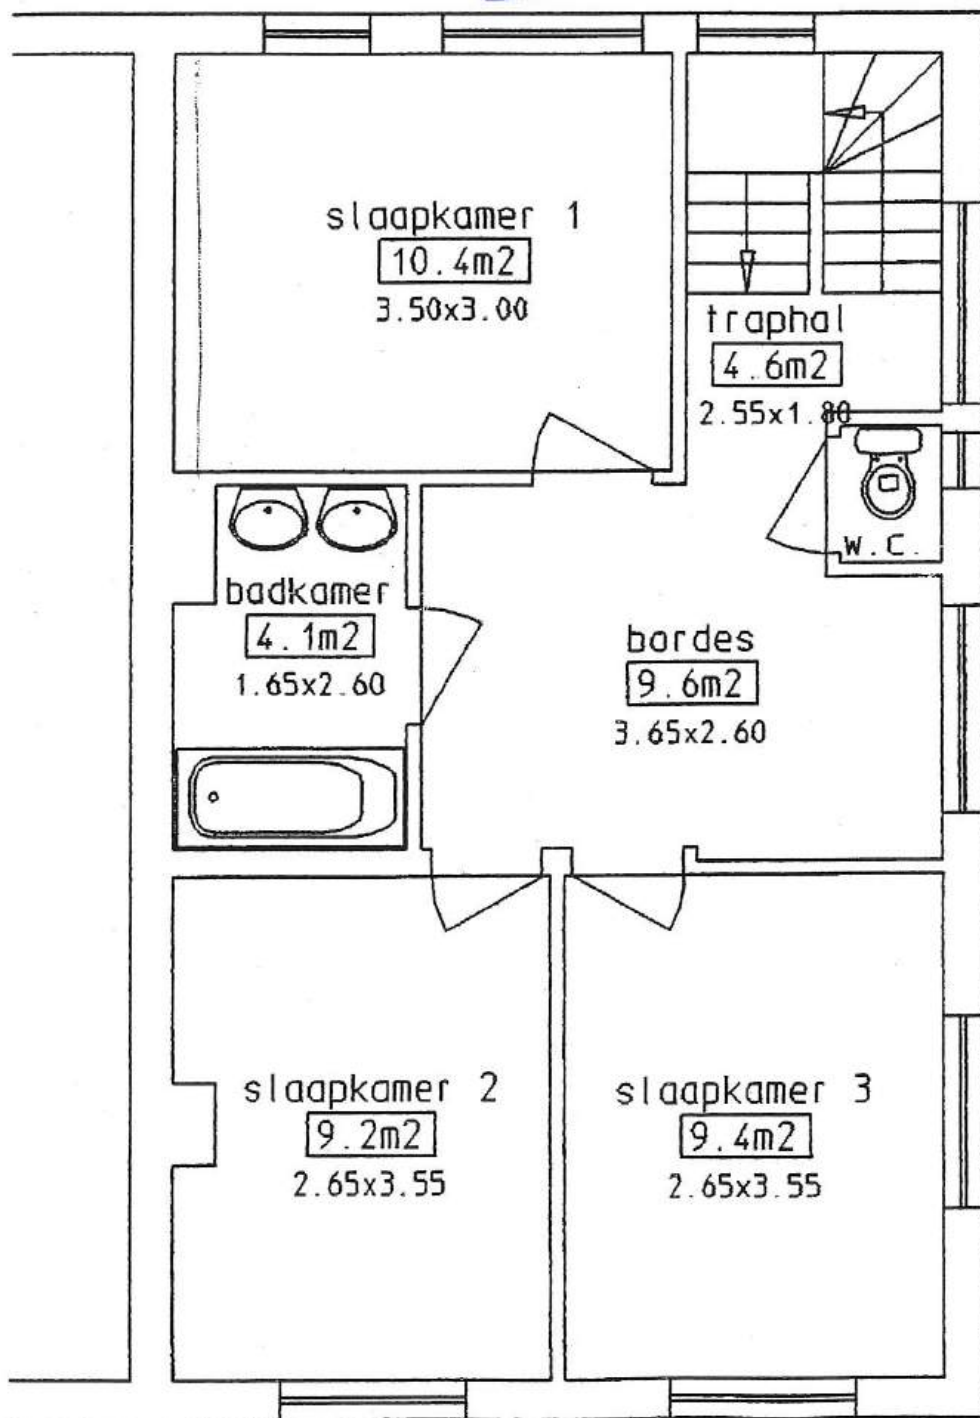 slaapkamer 1
10.4m2
3.50x3.00
traphal
4.6m2
2.55x1.80
W.C.
badkamer
4.1m2
1.65x2.60
bordes
9.6m2
3.65x2.60
slaapkamer 2
9.2m2
2.65x3.55
slaapkamer 3
9.4m2
2.65x3.55